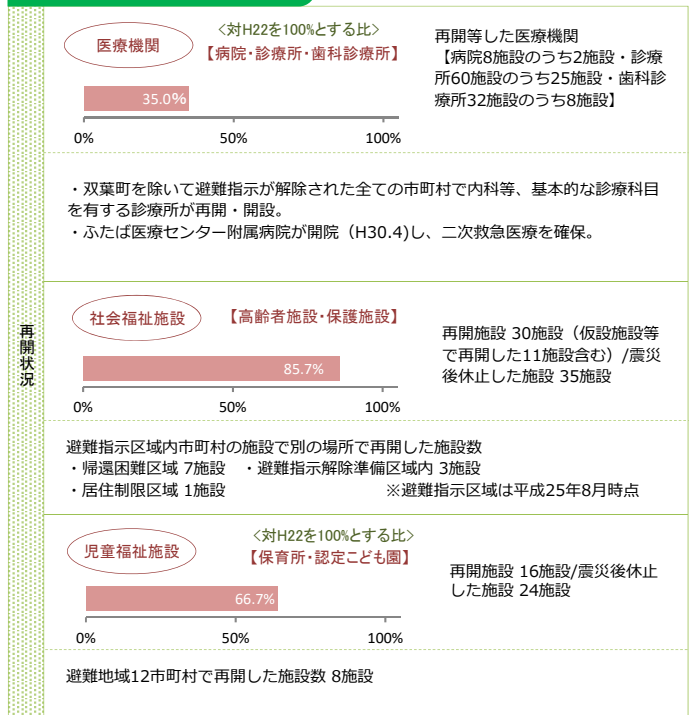 再開状況
医療機関
<対H22を100%とする比>
【病院・診療所・歯科診療所】
35.0%
0% 50% 100%
再開等した医療機関
【病院8施設のうち2施設・診療
所60施設のうち25施設・歯科診
療所32施設のうち8施設】
・双葉町を除いて避難指示が解除された全ての市町村で内科等、基本的な診療科目
を有する診療所が再開・開設。
・ふたば医療センター附属病院が開院（H30.4)し、二次救急医療を確保。
社会福祉施設
【高齢者施設・保護施設】
85.7%
0% 50% 100%
再開施設 30施設（仮設施設等
で再開した11施設含む）/震災
後休止した施設 35施設
避難指示区域内市町村の施設で別の場所で再開した施設数
・帰還困難区域 7施設 ・避難指示解除準備区域内 3施設
・居住制限区域 1施設 ※避難指示区域は平成25年8月時点
児童福祉施設
<対H22を100%とする比>
【保育所・認定こども園】
66.7%
0% 50% 100%
再開施設 16施設/震災後休止
した施設 24施設
避難地域12市町村で再開した施設数 8施設